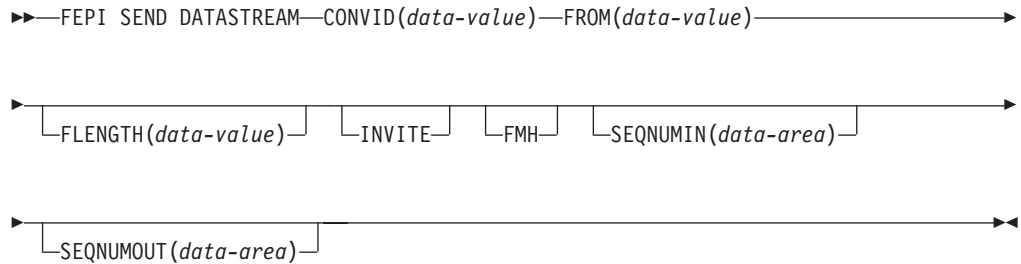 FEPI SEND DATASTREAM CONVID(data-value) FROM(data-value)
FLENGTH(data-value) INVITE FMH SEQNUMIN(data-area)
SEQNUMOUT(data-area)